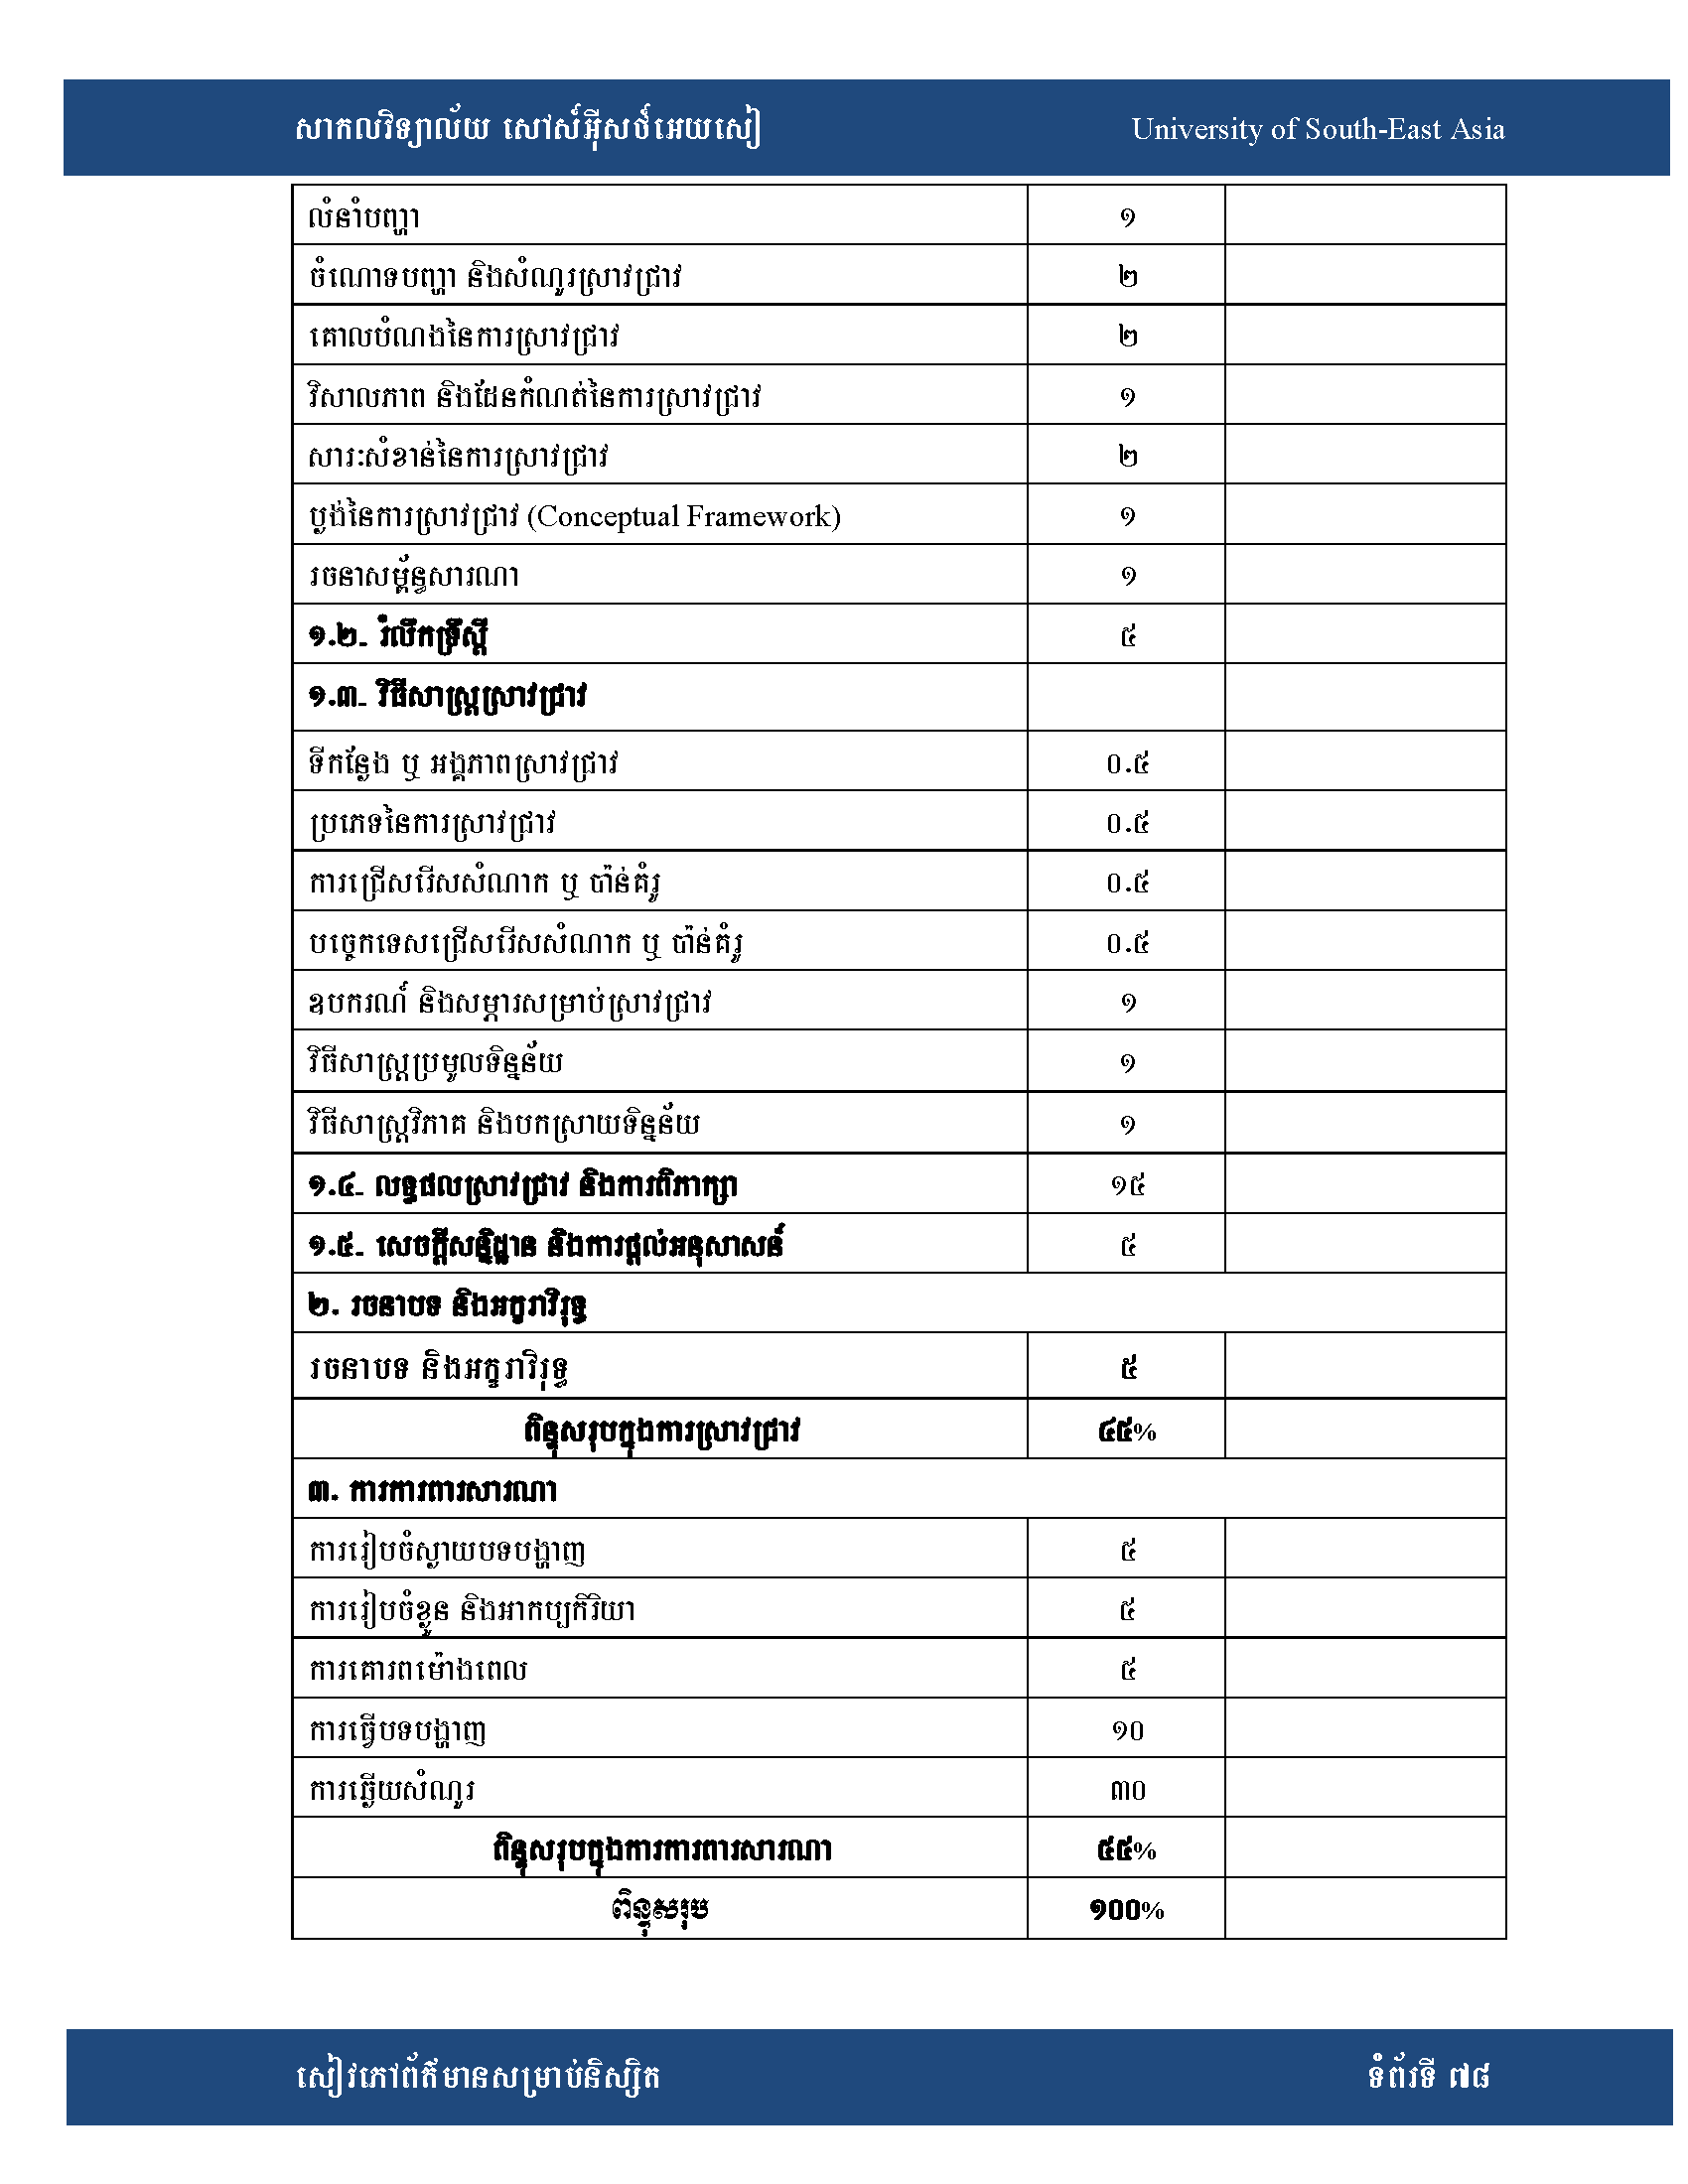 សាកលវិទ្យាល័យ សៅស៍អ៊ីសថ៍អេយសៀ University of South-East Asia
លំនាំបញ្ហា ១
ចំណោទបញ្ហា និងសំណួរស្រាវជ្រាវ ២
គោលបំណងនៃការស្រាវជ្រាវ ២
វិសាលភាព និងដែនកំណត់នៃការស្រាវជ្រាវ ១
សារៈសំខាន់នៃការស្រាវជ្រាវ ២
ប្លង់នៃការស្រាវជ្រាវ (Conceptual Framework) ១
រចនាសម្ព័ន្ធសារណា ១
១.២- រំលឹកទ្រឹស្តី ៥
១.៣- វិធីសាស្ត្រស្រាវជ្រាវ
ទីកន្លែង ឬ អង្គភាពស្រាវជ្រាវ ០.៥
ប្រភេទនៃការស្រាវជ្រាវ ០.៥
ការជ្រើសរើសសំណាក ឬ ប៉ាន់គំរូ ០.៥
បច្ចេកទេសជ្រើសរើសសំណាក ឬ ប៉ាន់គំរូ ០.៥
ឧបករណ៍ និងសម្ភារសម្រាប់ស្រាវជ្រាវ ១
វិធីសាស្ត្រប្រមូលទិន្នន័យ ១
វិធីសាស្ត្រវិភាគ និងបកស្រាយទិន្នន័យ ១
១.៤- លទ្ធផលស្រាវជ្រាវ និងការពិភាក្សា ១៥
១.៥- សេចក្តីសន្និដ្ឋាន និងការផ្តល់អនុសាសន៍ ៥
២. រចនាបទ និងអក្ខរាវិរុទ្ធ
រចនាបទ និងអក្ខរាវិរុទ្ធ ៥
ពិន្ទុសរុបក្នុងការស្រាវជ្រាវ ៤៥%
៣. ការការពារសារណា
ការរៀបចំស្លាយបទបង្ហាញ ៥
ការរៀបចំខ្លួន និងអាកប្បកិរិយា ៥
ការគោរពម៉ោងពេល ៥
ការធ្វើបទបង្ហាញ ១០
ការឆ្លើយសំណួរ ៣០
ពិន្ទុសរុបក្នុងការការពារសារណា ៥៥%
ពិន្ទុសរុប ១០០%
សៀវភៅព័ត៌មានសម្រាប់និស្សិត ទំព័រទី ៧៨